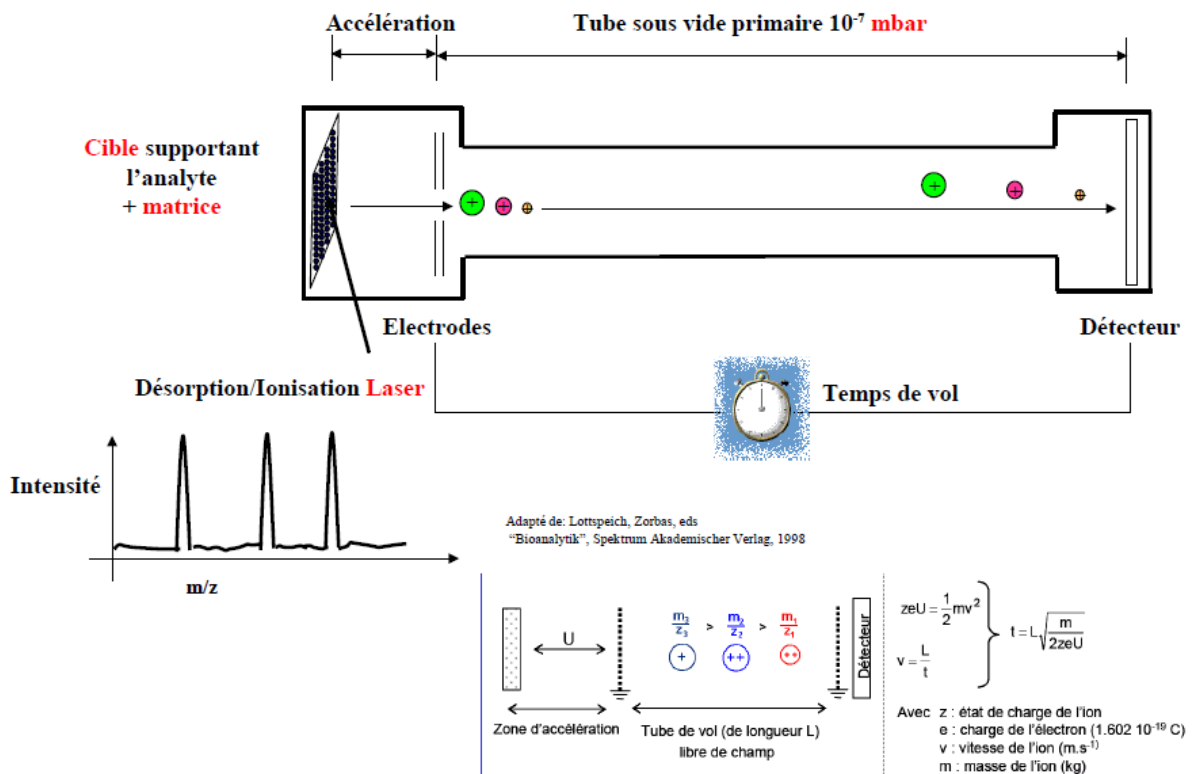 Accélération
Tube sous vide primaire 10⁻⁷ mbar
Cible supportant
l'analyte
+ matrice
+ + +
+ + +
Electrodes
Détecteur
Désorption/Ionisation Laser
Temps de vol
Intensité
m/z
Adapté de: Lottspeich, Zorbas, eds
"Bioanalytik", Spektrum Akademischer Verlag, 1998
U
m₃/z₃ > m₂/z₂ > m₁/z₁
+ ++ ++
Détecteur
Zone d'accélération
Tube de vol (de longueur L)
libre de champ
zeU = 1/2 mv²
v = L/t
t = L√(m/2zeU)
Avec z : état de charge de l'ion
e : charge de l'électron (1.602 10⁻¹⁹ C)
v : vitesse de l'ion (m.s⁻¹)
m : masse de l'ion (kg)